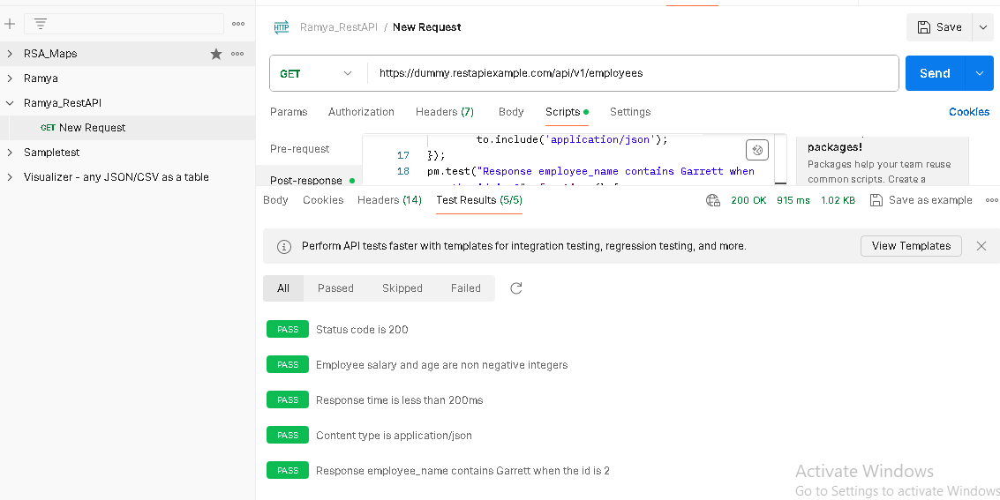 HTTP Ramya_RestAPI / New Request
Save
RSA_Maps
Ramya
Ramya_RestAPI
GET New Request
Sampletest
Visualizer - any JSON/CSV as a table
GET https://dummy.restapiexample.com/api/v1/employees
Send
Params Authorization Headers (7) Body Scripts Settings
Cookies
Pre-request
Post-response
to.include('application/json');
17 });
18 pm.test("Response employee_name contains Garrett when
packages!
Packages help your team reuse
common scripts. Create a
Body Cookies Headers (14) Test Results (5/5)
200 OK 915 ms 1.02 KB Save as example
Perform API tests faster with templates for integration testing, regression testing, and more.
View Templates
All Passed Skipped Failed
PASS Status code is 200
PASS Employee salary and age are non negative integers
PASS Response time is less than 200ms
PASS Content type is application/json
PASS Response employee_name contains Garrett when the id is 2
Activate Windows
Go to Settings to activate Windows